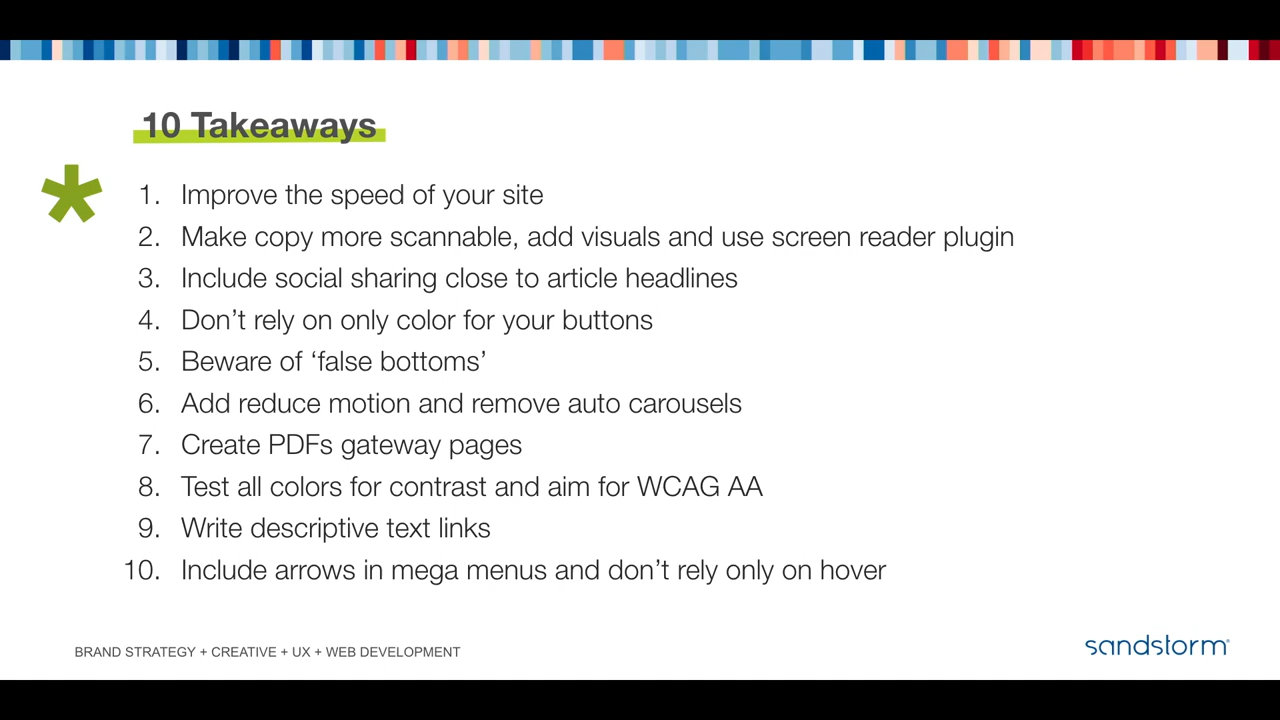 10 Takeaways
1. Improve the speed of your site
2. Make copy more scannable, add visuals and use screen reader plugin
3. Include social sharing close to article headlines
4. Don’t rely on only color for your buttons
5. Beware of ‘false bottoms’
6. Add reduce motion and remove auto carousels
7. Create PDFs gateway pages
8. Test all colors for contrast and aim for WCAG AA
9. Write descriptive text links
10. Include arrows in mega menus and don’t rely only on hover
BRAND STRATEGY + CREATIVE + UX + WEB DEVELOPMENT
sandstorm®